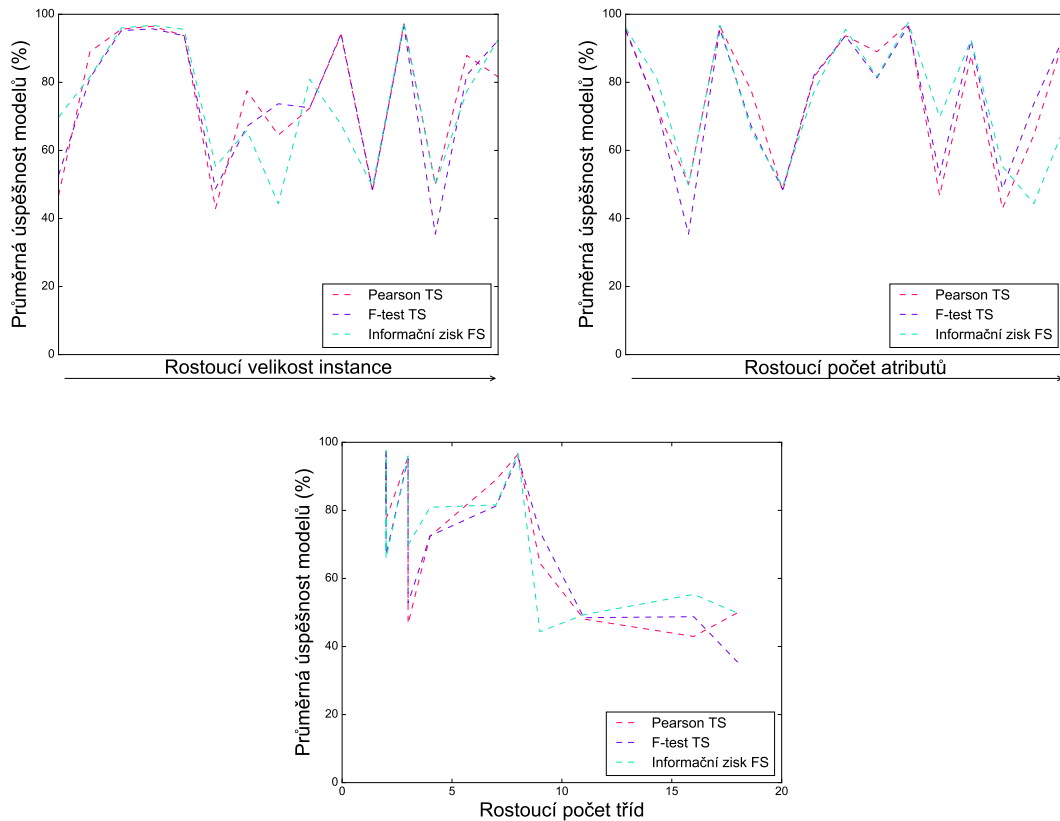 Průměrná úspěšnost modelů (%)
100
80
60
40
20
0
Pearson TS
F-test TS
Informační zisk FS
Rostoucí velikost instance
Průměrná úspěšnost modelů (%)
100
80
60
40
20
0
Pearson TS
F-test TS
Informační zisk FS
Rostoucí počet atributů
Průměrná úspěšnost modelů (%)
100
80
60
40
20
0
Pearson TS
F-test TS
Informační zisk FS
0 5 10 15 20
Rostoucí počet tříd